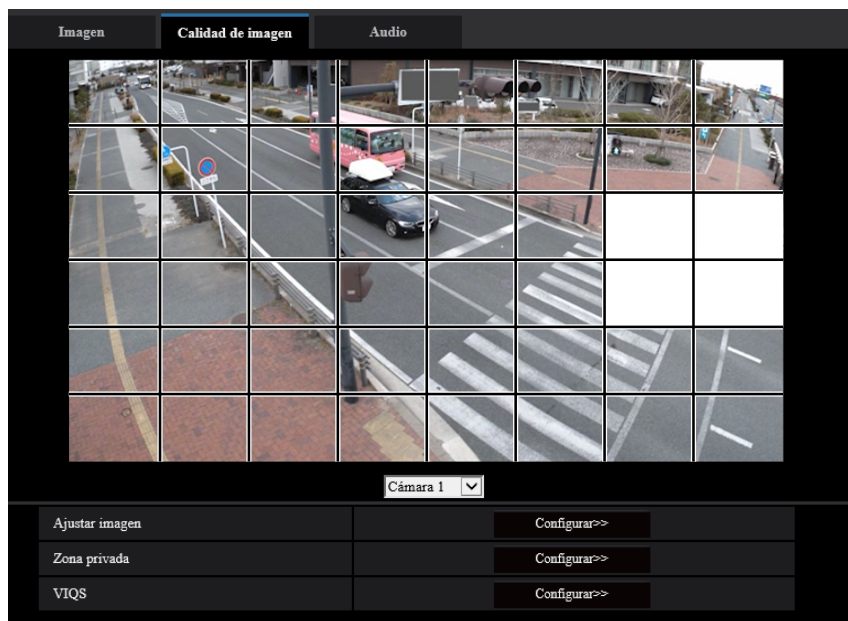 Imagen
Calidad de imagen
Audio
Cámara 1
Ajustar imagen
Configurar>>
Zona privada
Configurar>>
VIQS
Configurar>>